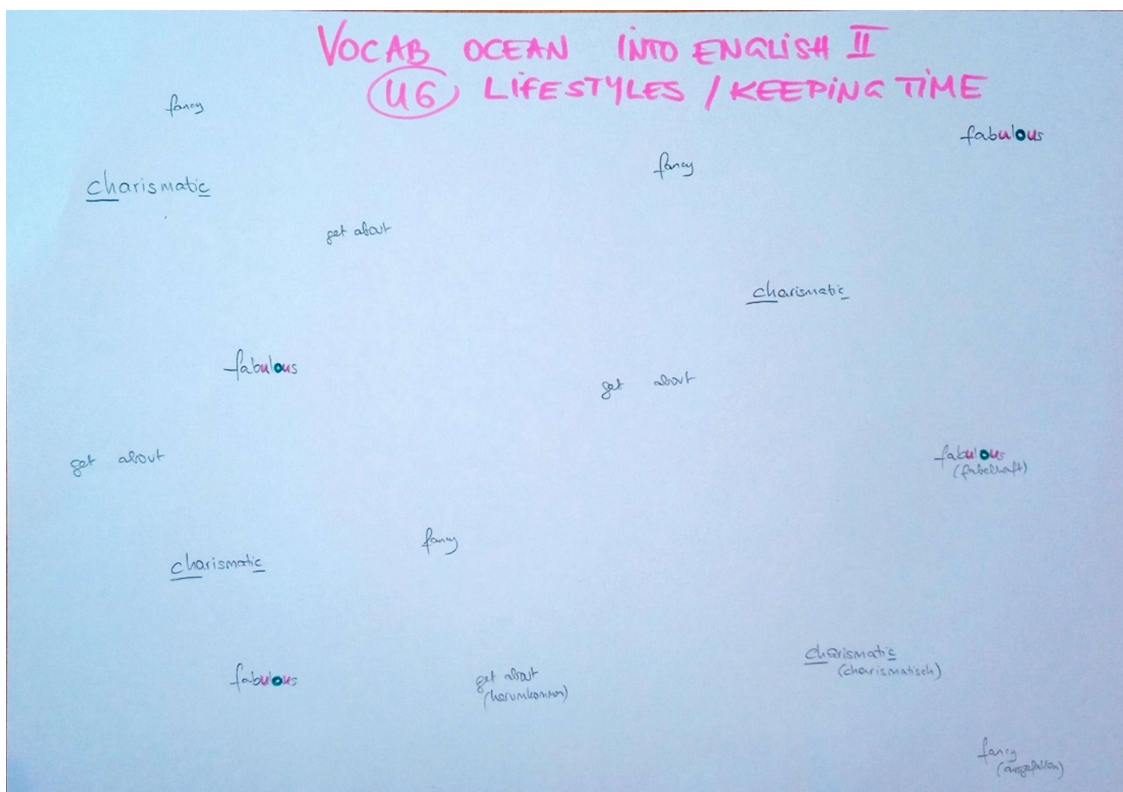 VOCAB OCEAN INTO ENGLISH II
U6 LIFESTYLES / KEEPING TIME
fancy
fabulous
fancy
charismatic
get about
charismatic
fabulous
get about
get about
fabulous
(fabelhaft)
fancy
charismatic
charismatic
(charismatisch)
fabulous
get about
(herumkommen)
fancy
(ausgefallen)